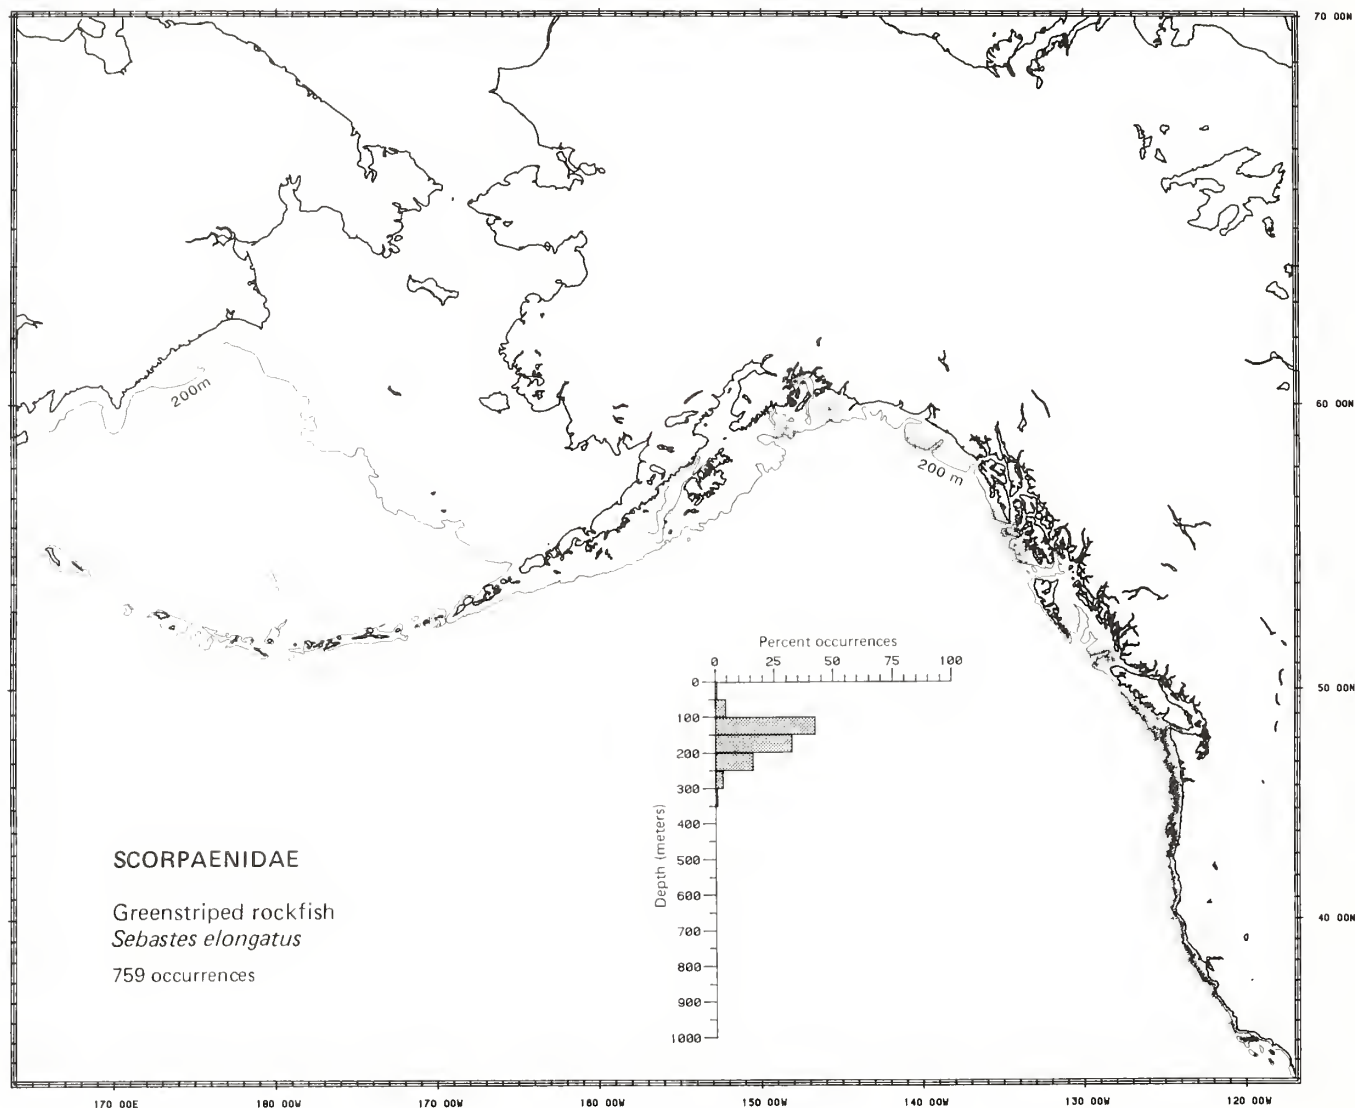 70 00N
200m
60 00N
200 m
Percent occurrences
0 25 50 75 100
0
50 00N
100
200
300
400
Depth (meters)
500
600
700
800
900
1000
SCORPAENIDAE
Greenstriped rockfish
Sebastes elongatus
759 occurrences
40 00N
170 00E 180 00W 170 00W 160 00W 150 00W 140 00W 130 00W 120 00W